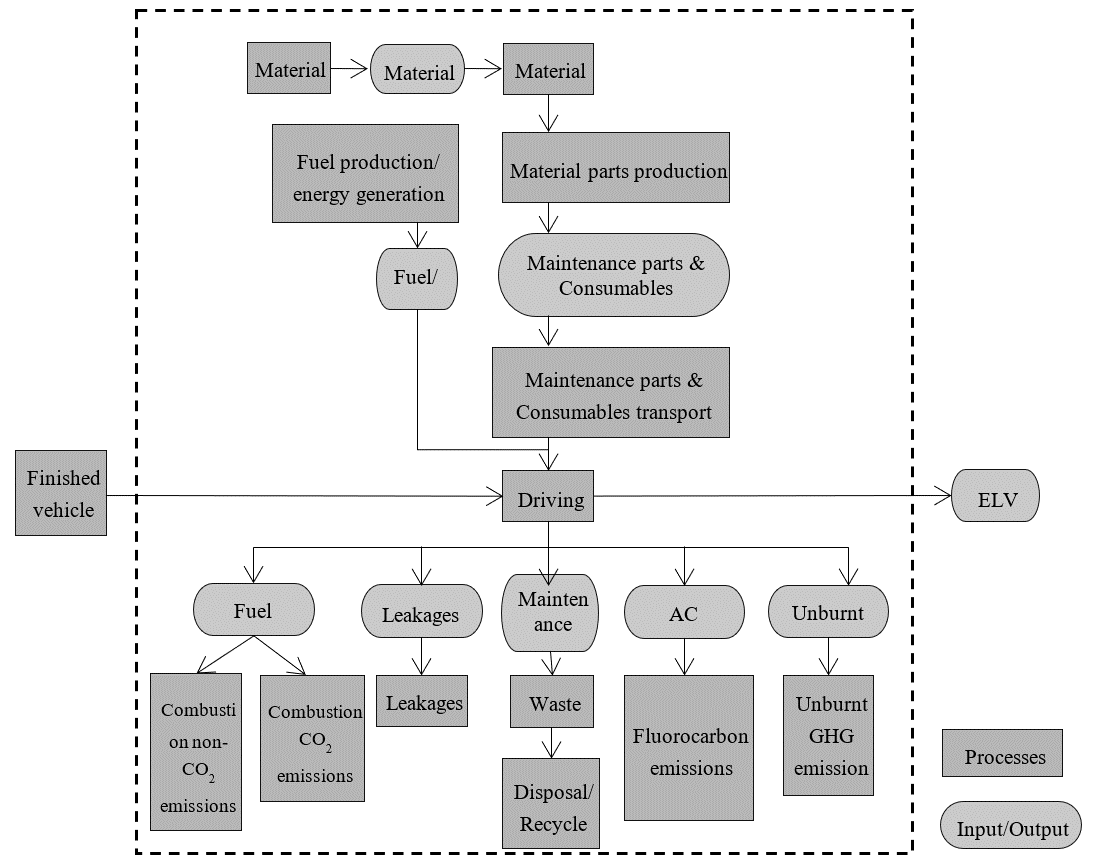 Material
Material
Material
Fuel production/
energy generation
Material parts production
Fuel/
Maintenance parts &
Consumables
Maintenance parts &
Consumables transport
Finished
vehicle
Driving
ELV
Fuel
Leakages
Mainten
ance
AC
Unburnt
Combusti
on non-
CO2
emissions
Combustion
CO2
emissions
Leakages
Waste
Disposal/
Recycle
Fluorocarbon
emissions
Unburnt
GHG
emission
Processes
Input/Output